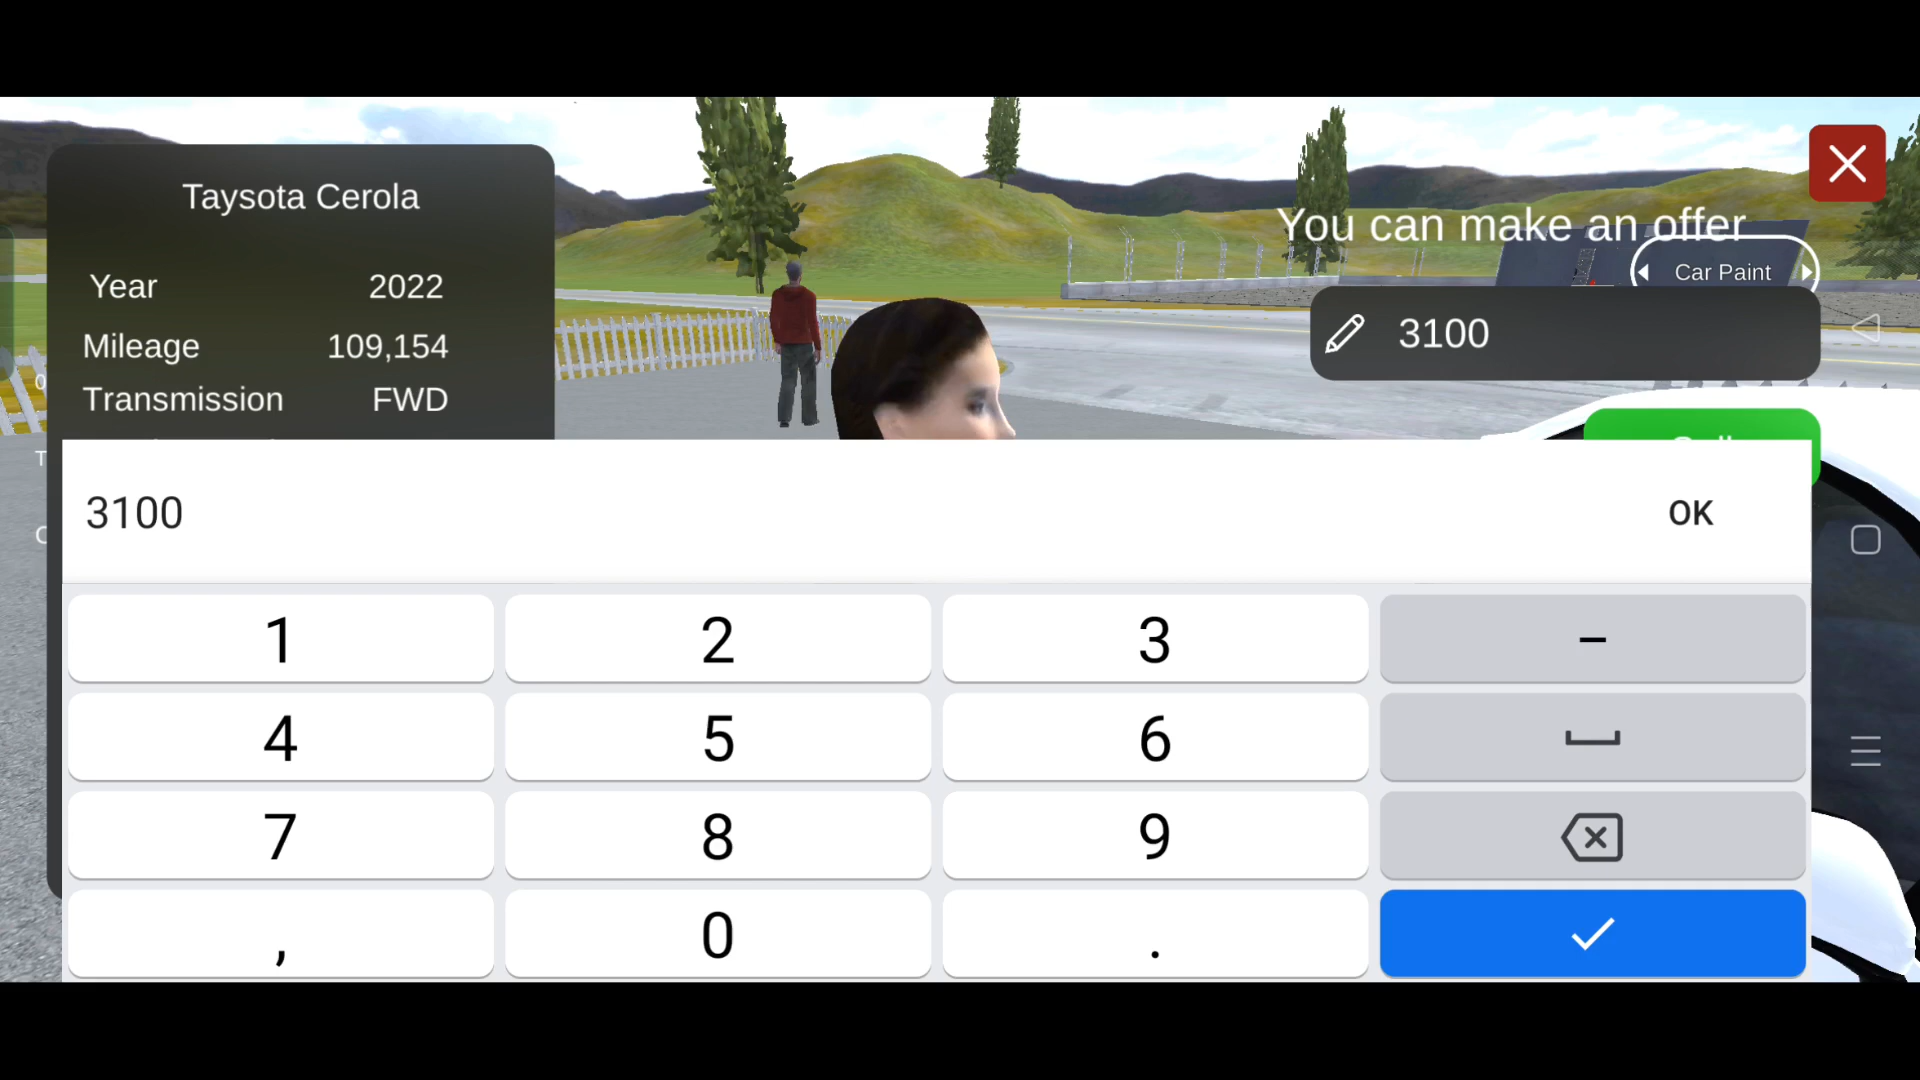 Taysota Cerola
You can make an offer
Year 2022
Car Paint
Mileage 109,154
3100
Transmission FWD
3100
OK
1 2 3 –
4 5 6
7 8 9
, 0 .